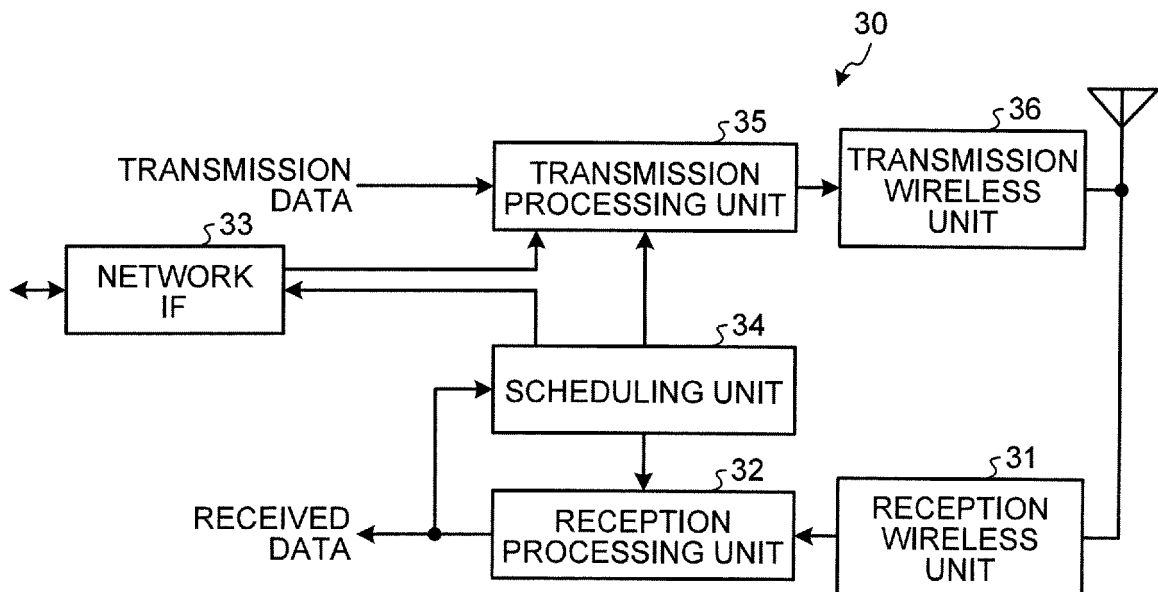 30
35
36
TRANSMISSION
DATA
TRANSMISSION
PROCESSING UNIT
TRANSMISSION
WIRELESS
UNIT
33
NETWORK
IF
34
SCHEDULING UNIT
32
31
RECEIVED
DATA
RECEPTION
PROCESSING UNIT
RECEPTION
WIRELESS
UNIT